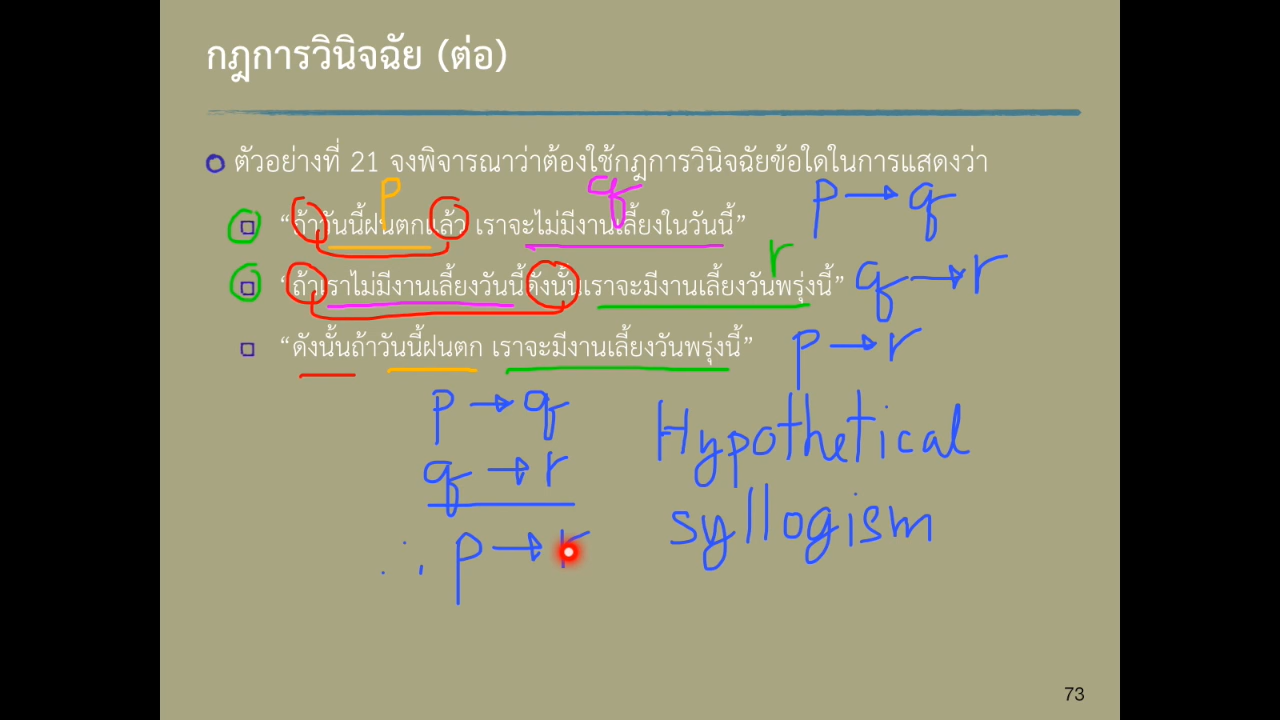 กฎการวินิจฉัย (ต่อ)
ตัวอย่างที่ 21 จงพิจารณาว่าต้องใช้กฎการวินิจฉัยข้อใดในการแสดงว่า
p q p → q
“ถ้าวันนี้ฝนตกแล้ว เราจะไม่มีงานเลี้ยงในวันนี้”
r q → r
“ถ้าเราไม่มีงานเลี้ยงวันนี้ดังนั้นเราจะมีงานเลี้ยงวันพรุ่งนี้”
“ดังนั้นถ้าวันนี้ฝนตก เราจะมีงานเลี้ยงวันพรุ่งนี้” p → r
p → q Hypothetical
q → r
∴ p → r syllogism
73